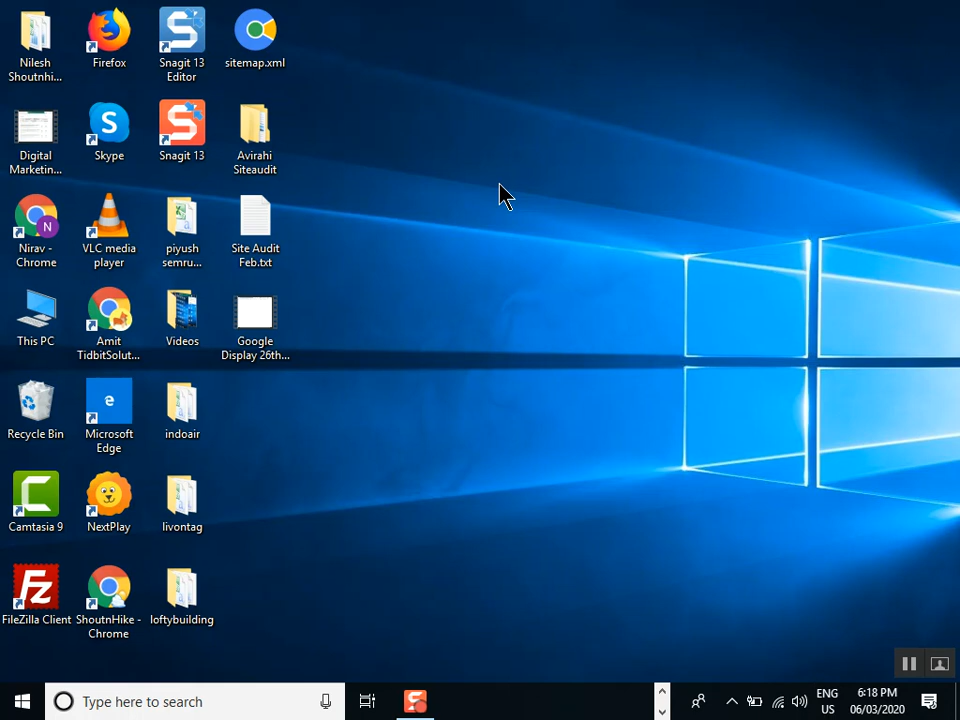 Nilesh
Shoutnhi...
Firefox
Snagit 13
Editor
sitemap.xml
Digital
Marketin...
Skype
Snagit 13
Avirahi
Siteaudit
Nirav -
Chrome
VLC media
player
piyush
semru...
Site Audit
Feb.txt
This PC
Amit
TidbitSolut...
Videos
Google
Display 26th...
Recycle Bin
Microsoft
Edge
indoair
Camtasia 9
NextPlay
livontag
FileZilla Client
ShoutnHike -
Chrome
loftybuilding
Type here to search
ENG
US
6:18 PM
06/03/2020